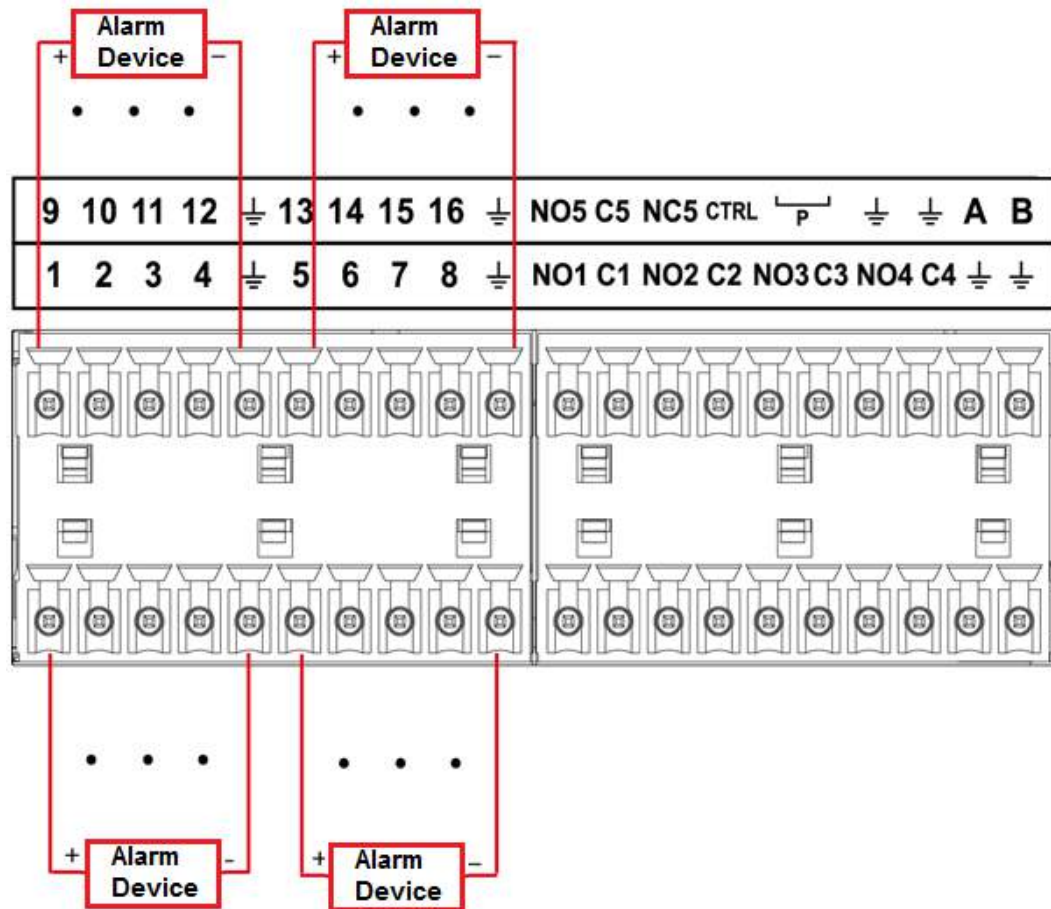 Alarm
Device
+ -
Alarm
Device
+ -
9 10 11 12 ⏚ 13 14 15 16 ⏚ NO5 C5 NC5 CTRL P ⏚ ⏚ A B
1 2 3 4 ⏚ 5 6 7 8 ⏚ NO1 C1 NO2 C2 NO3 C3 NO4 C4 ⏚ ⏚
+ -
Alarm
Device
+ -
Alarm
Device